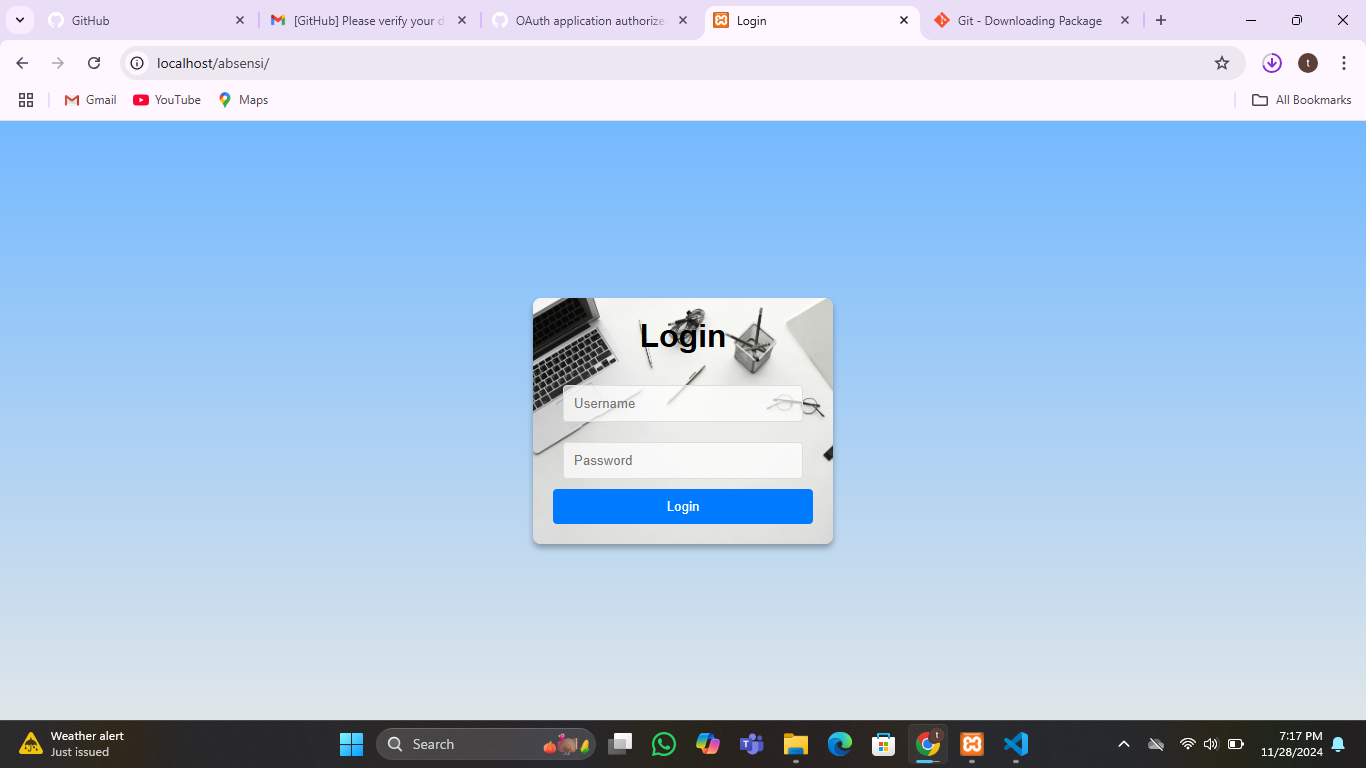 GitHub
[GitHub] Please verify your d
OAuth application authorize
Login
Git - Downloading Package
localhost/absensi/
t
Gmail
YouTube
Maps
All Bookmarks
Login
Username
Password
Login
Weather alert
Just issued
Search
t
7:17 PM
11/28/2024